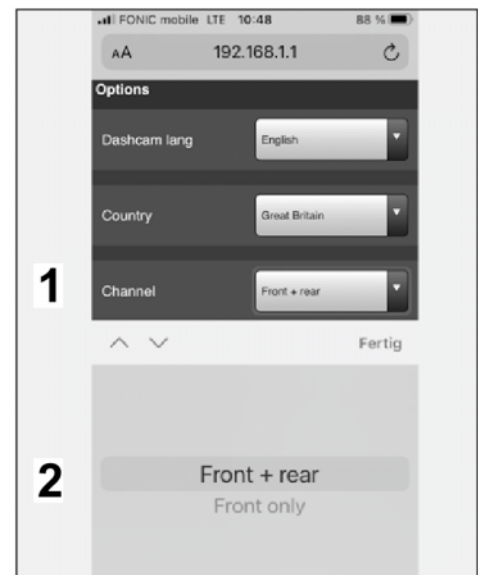 FONIC mobile LTE 10:48 88 %
AA 192.168.1.1
Options
Dashcam lang English
Country Great Britain
1 Channel Front + rear
Fertig
2 Front + rear
Front only